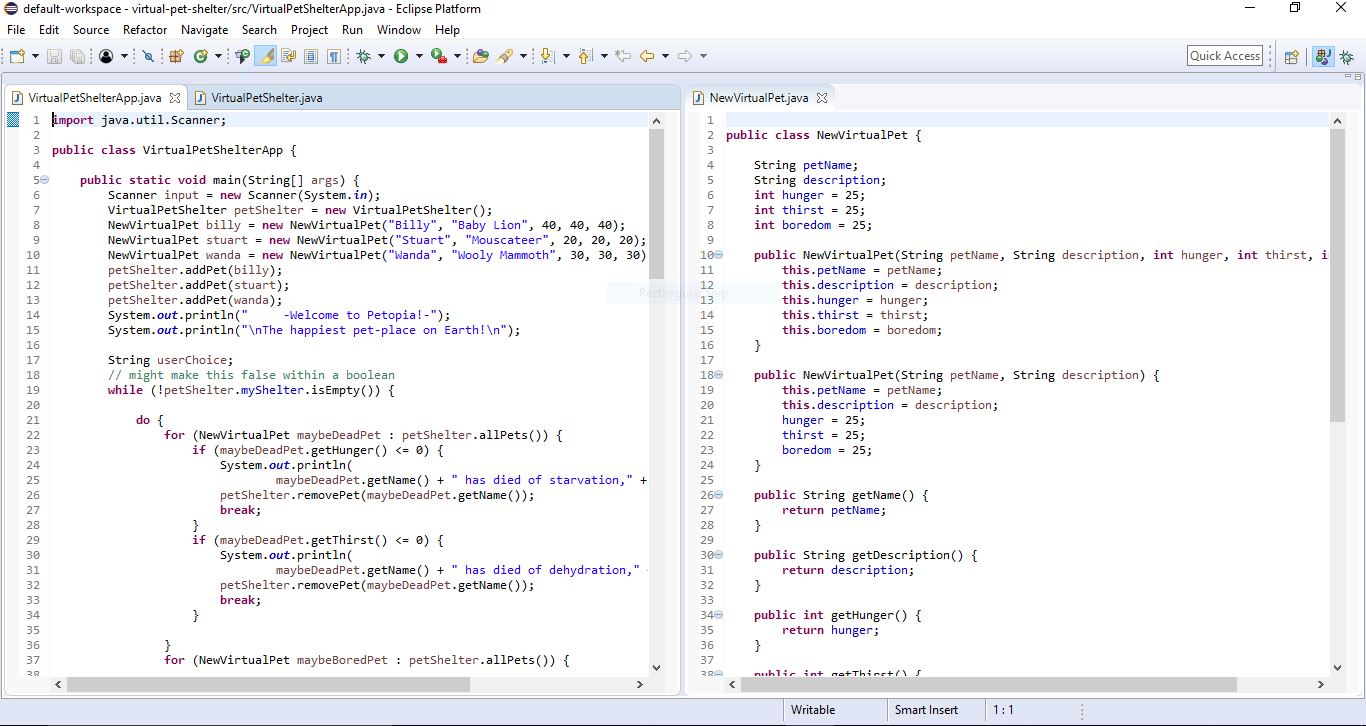 default-workspace - virtual-pet-shelter/src/VirtualPetShelterApp.java - Eclipse Platform
File Edit Source Refactor Navigate Search Project Run Window Help
Quick Access
VirtualPetShelterApp.java
VirtualPetShelter.java
1 import java.util.Scanner;
2
3 public class VirtualPetShelterApp {
4
5 public static void main(String[] args) {
6 Scanner input = new Scanner(System.in);
7 VirtualPetShelter petShelter = new VirtualPetShelter();
8 NewVirtualPet billy = new NewVirtualPet("Billy", "Baby Lion", 40, 40, 40);
9 NewVirtualPet stuart = new NewVirtualPet("Stuart", "Mouscateer", 20, 20, 20);
10 NewVirtualPet wanda = new NewVirtualPet("Wanda", "Wooly Mammoth", 30, 30, 30)
11 petShelter.addPet(billy);
12 petShelter.addPet(stuart);
13 petShelter.addPet(wanda);
14 System.out.println("     -Welcome to Petopia!-");
15 System.out.println("\nThe happiest pet-place on Earth!\n");
16
17 String userChoice;
18 // might make this false within a boolean
19 while (!petShelter.myShelter.isEmpty()) {
20
21 do {
22 for (NewVirtualPet maybeDeadPet : petShelter.allPets()) {
23 if (maybeDeadPet.getHunger() <= 0) {
24 System.out.println(
25 maybeDeadPet.getName() + " has died of starvation," +
26 petShelter.removePet(maybeDeadPet.getName());
27 break;
28 }
29 if (maybeDeadPet.getThirst() <= 0) {
30 System.out.println(
31 maybeDeadPet.getName() + " has died of dehydration,"
32 petShelter.removePet(maybeDeadPet.getName());
33 break;
34 }
35
36 }
37 for (NewVirtualPet maybeBoredPet : petShelter.allPets()) {
38
NewVirtualPet.java
1
2 public class NewVirtualPet {
3
4 String petName;
5 String description;
6 int hunger = 25;
7 int thirst = 25;
8 int boredom = 25;
9
10 public NewVirtualPet(String petName, String description, int hunger, int thirst, i
11 this.petName = petName;
12 this.description = description;
13 this.hunger = hunger;
14 this.thirst = thirst;
15 this.boredom = boredom;
16 }
17
18 public NewVirtualPet(String petName, String description) {
19 this.petName = petName;
20 this.description = description;
21 hunger = 25;
22 thirst = 25;
23 boredom = 25;
24 }
25
26 public String getName() {
27 return petName;
28 }
29
30 public String getDescription() {
31 return description;
32 }
33
34 public int getHunger() {
35 return hunger;
36 }
37
38 public int getThirst() {
Writable Smart Insert 1 : 1